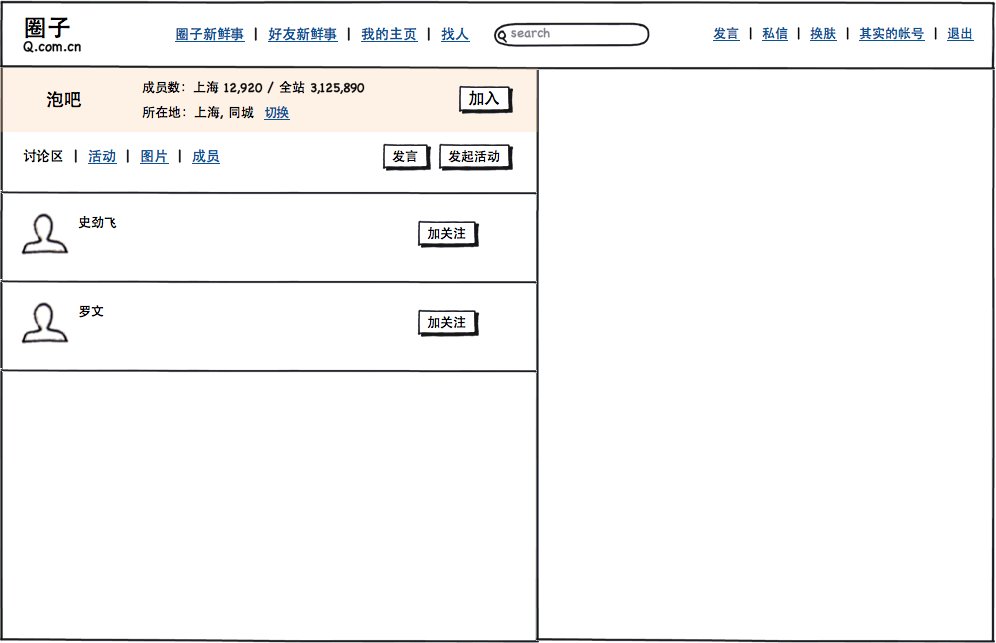 圈子
Q.com.cn
圈子新鲜事 | 好友新鲜事 | 我的主页 | 找人
search
发言 | 私信 | 换肤 | 其实的帐号 | 退出
泡吧
成员数：上海 12,920 / 全站 3,125,890
所在地：上海, 同城 切换
加入
讨论区 | 活动 | 图片 | 成员
发言
发起活动
史劲飞
加关注
罗文
加关注